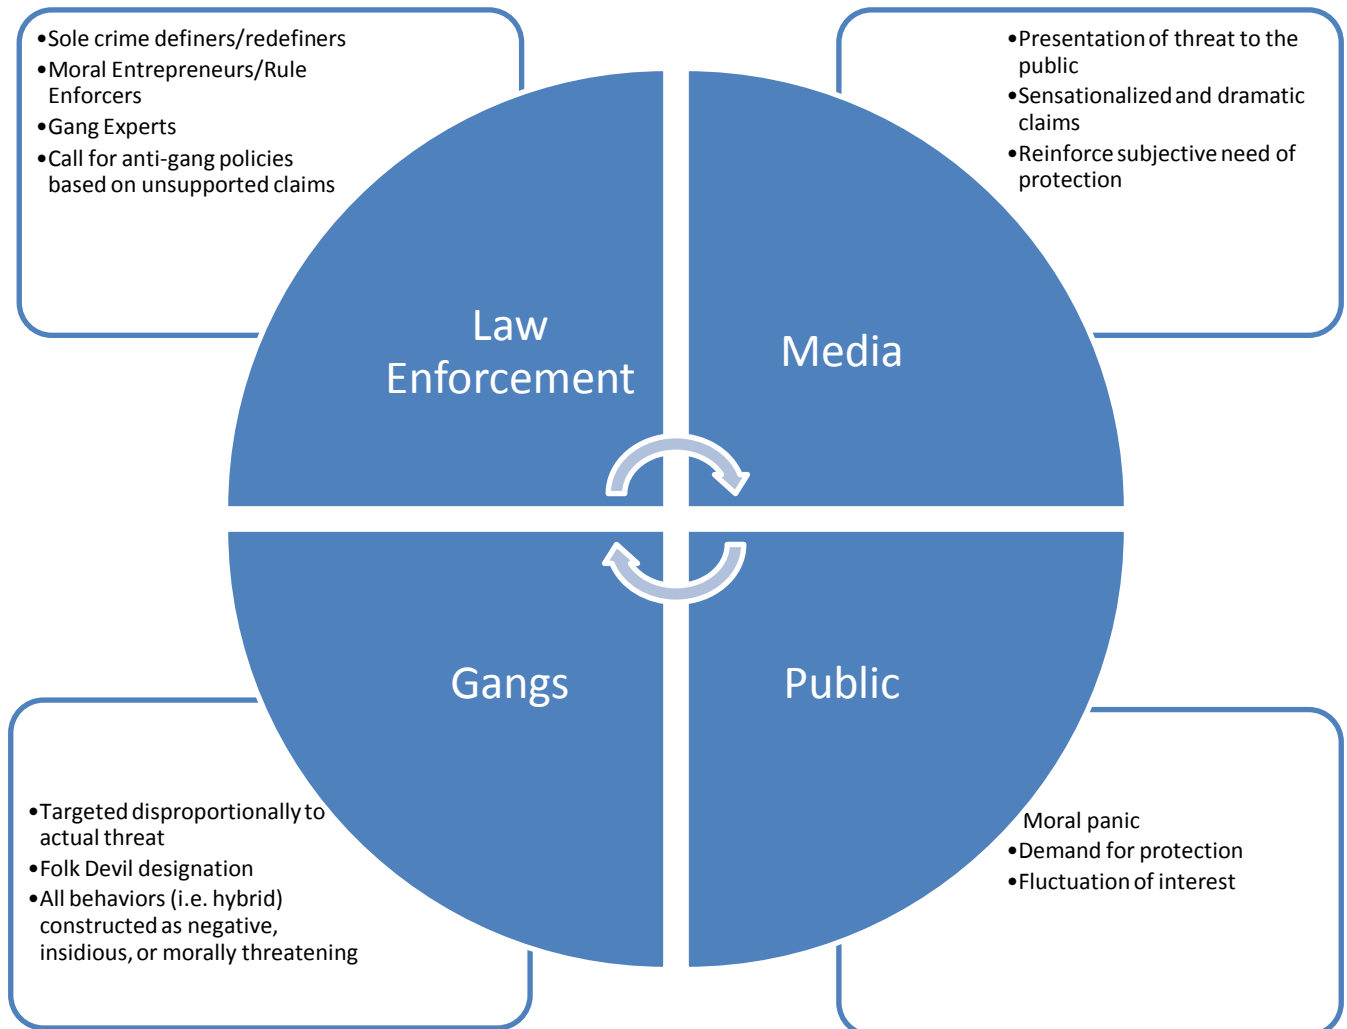 •Sole crime definers/redefiners
•Moral Entrepreneurs/Rule
Enforcers
•Gang Experts
•Call for anti-gang policies
based on unsupported claims
•Presentation of threat to the
public
•Sensationalized and dramatic
claims
•Reinforce subjective need of
protection
Law
Enforcement
Media
Gangs
Public
•Targeted disproportionally to
actual threat
•Folk Devil designation
•All behaviors (i.e. hybrid)
constructed as negative,
insidious, or morally threatening
Moral panic
•Demand for protection
•Fluctuation of interest